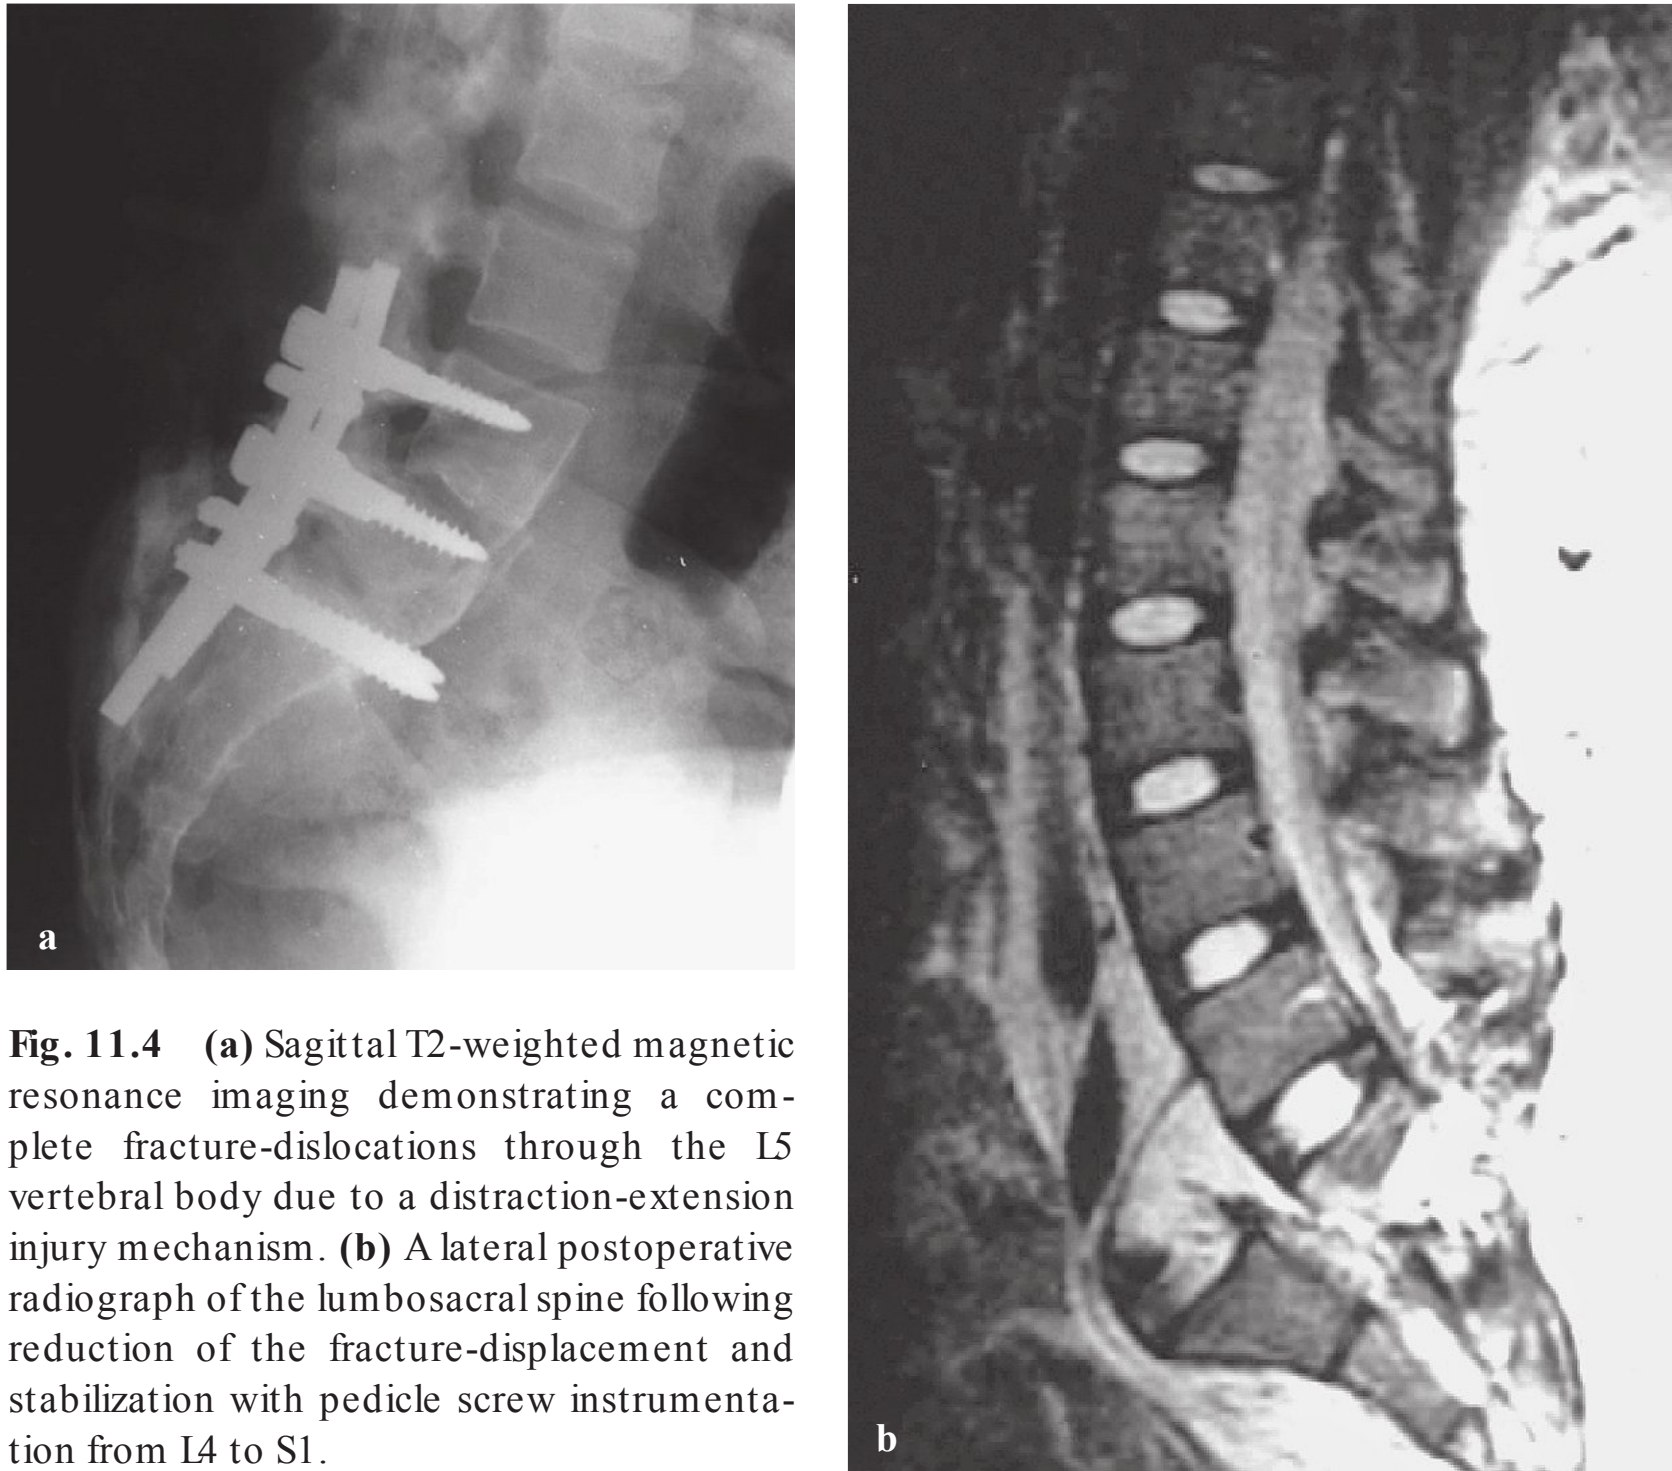 a
b
Fig. 11.4 (a) Sagittal T2-weighted magnetic
resonance imaging demonstrating a com-
plete fracture-dislocations through the L5
vertebral body due to a distraction-extension
injury mechanism. (b) A lateral postoperative
radiograph of the lumbosacral spine following
reduction of the fracture-displacement and
stabilization with pedicle screw instrumenta-
tion from L4 to S1.